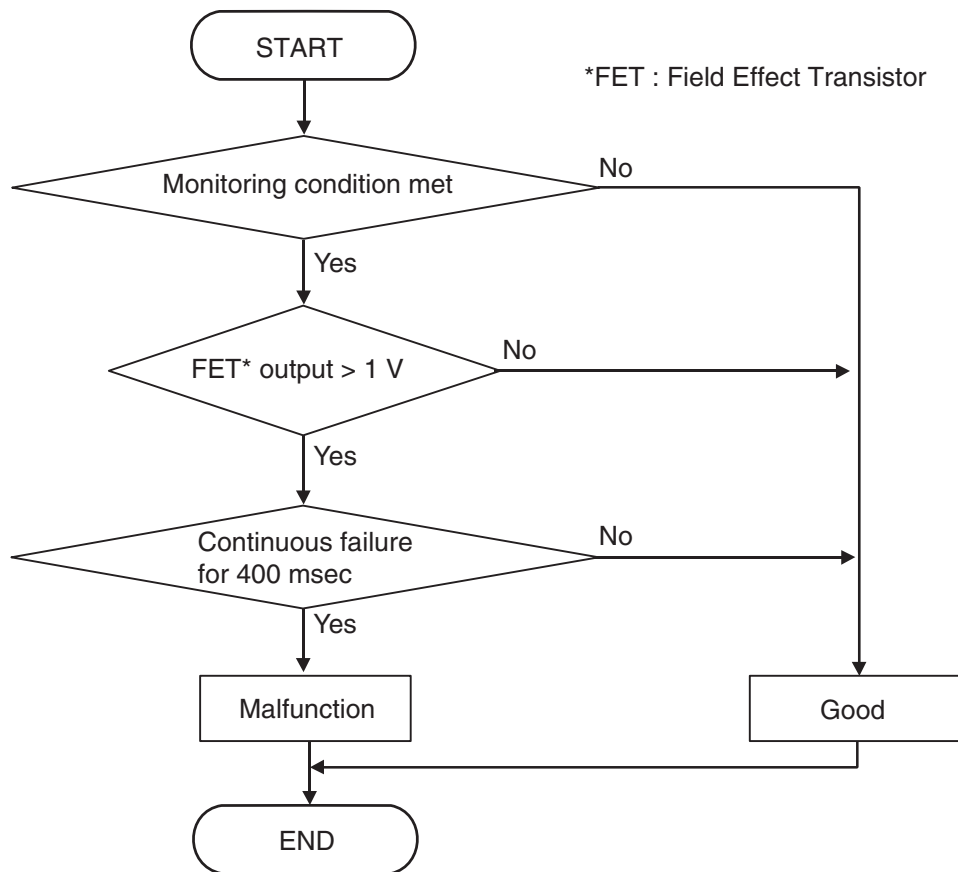 START
*FET : Field Effect Transistor
Monitoring condition met
No
Yes
FET* output > 1 V
No
Yes
Continuous failure
for 400 msec
No
Yes
Malfunction
Good
END